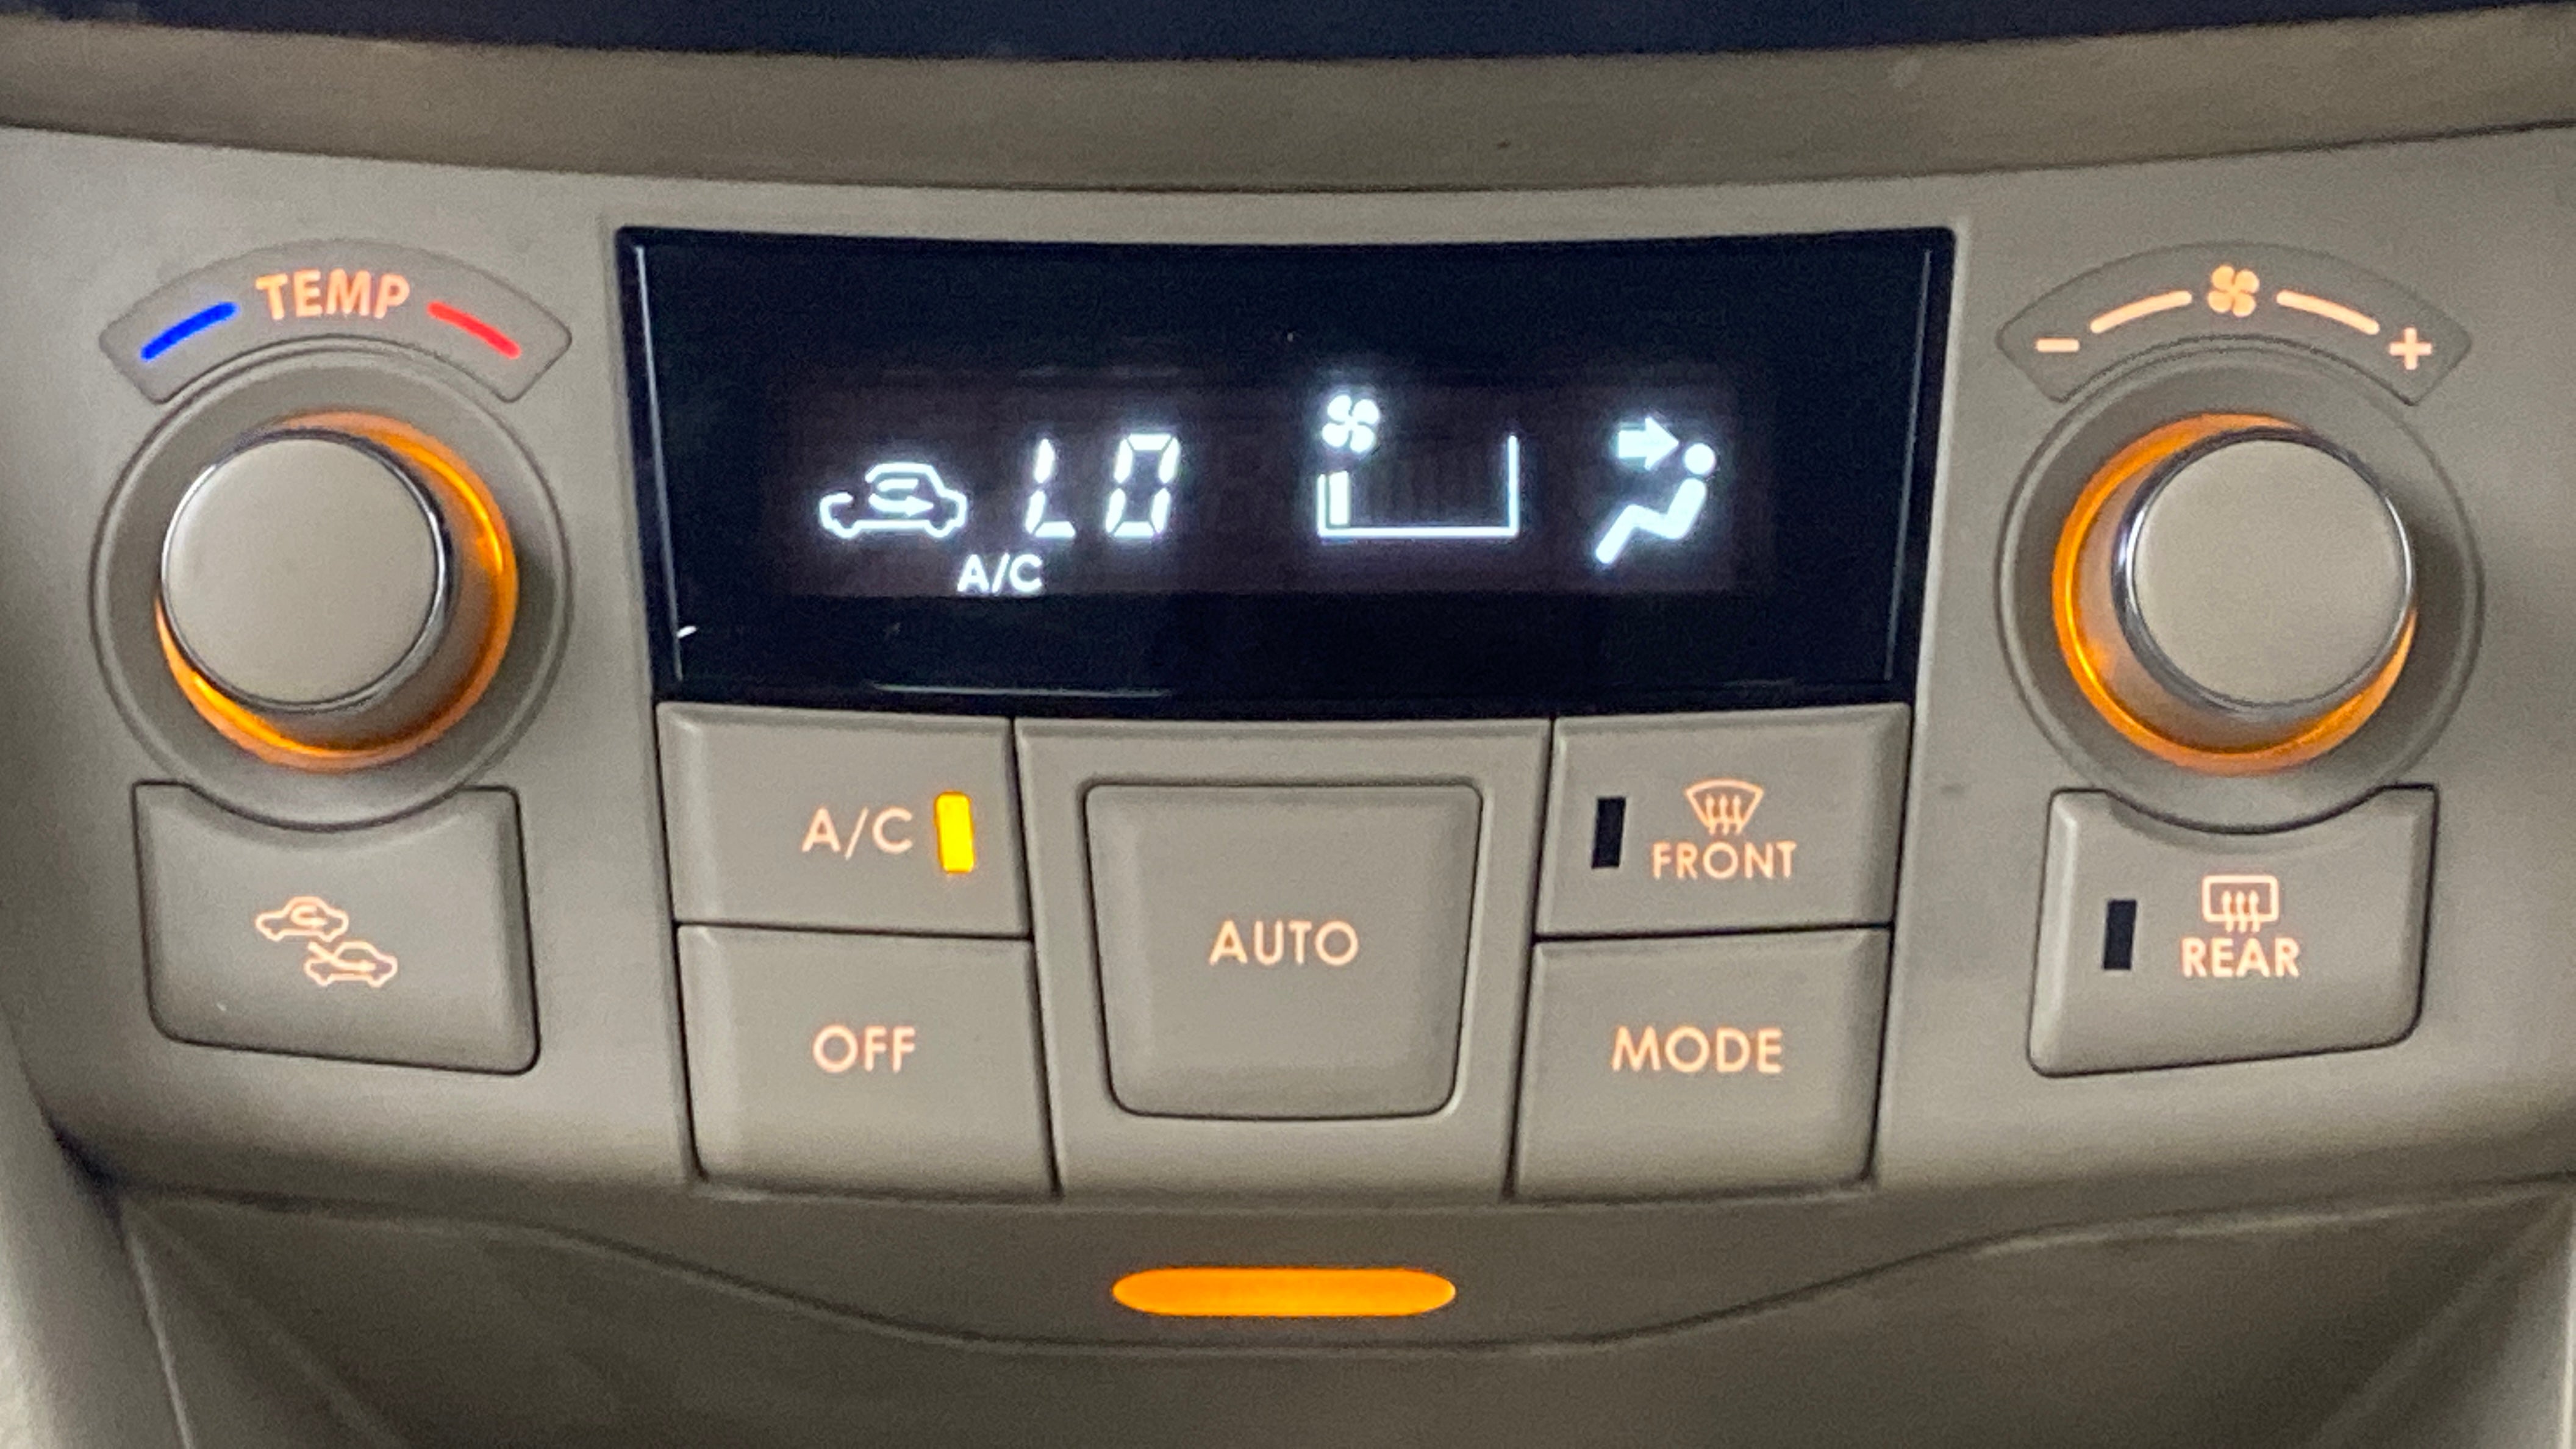 TEMP
- +
LO
A/C
A/C
FRONT
AUTO
REAR
OFF
MODE